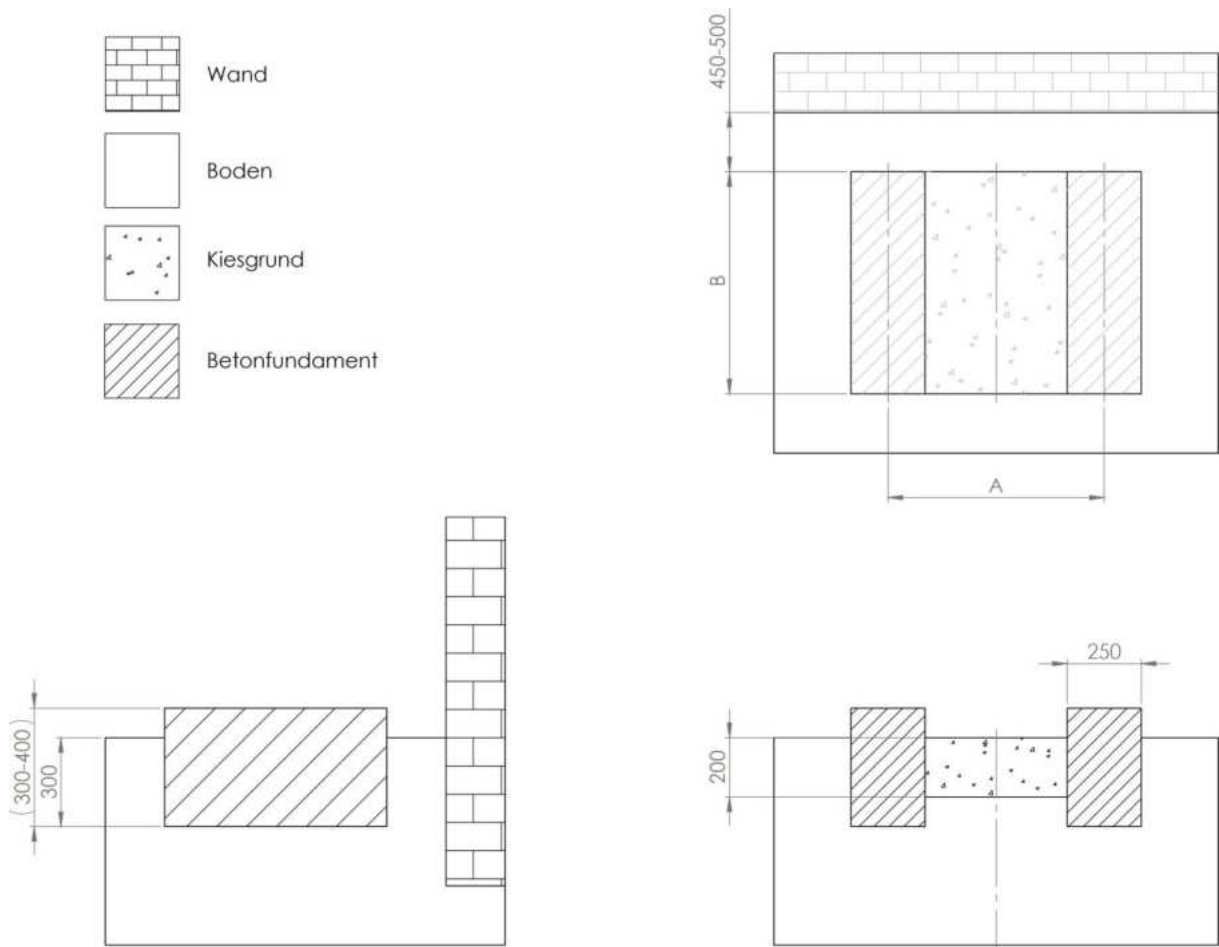 Wand
Boden
Kiesgrund
Betonfundament
450-500
B
A
(300-400)
300
250
200